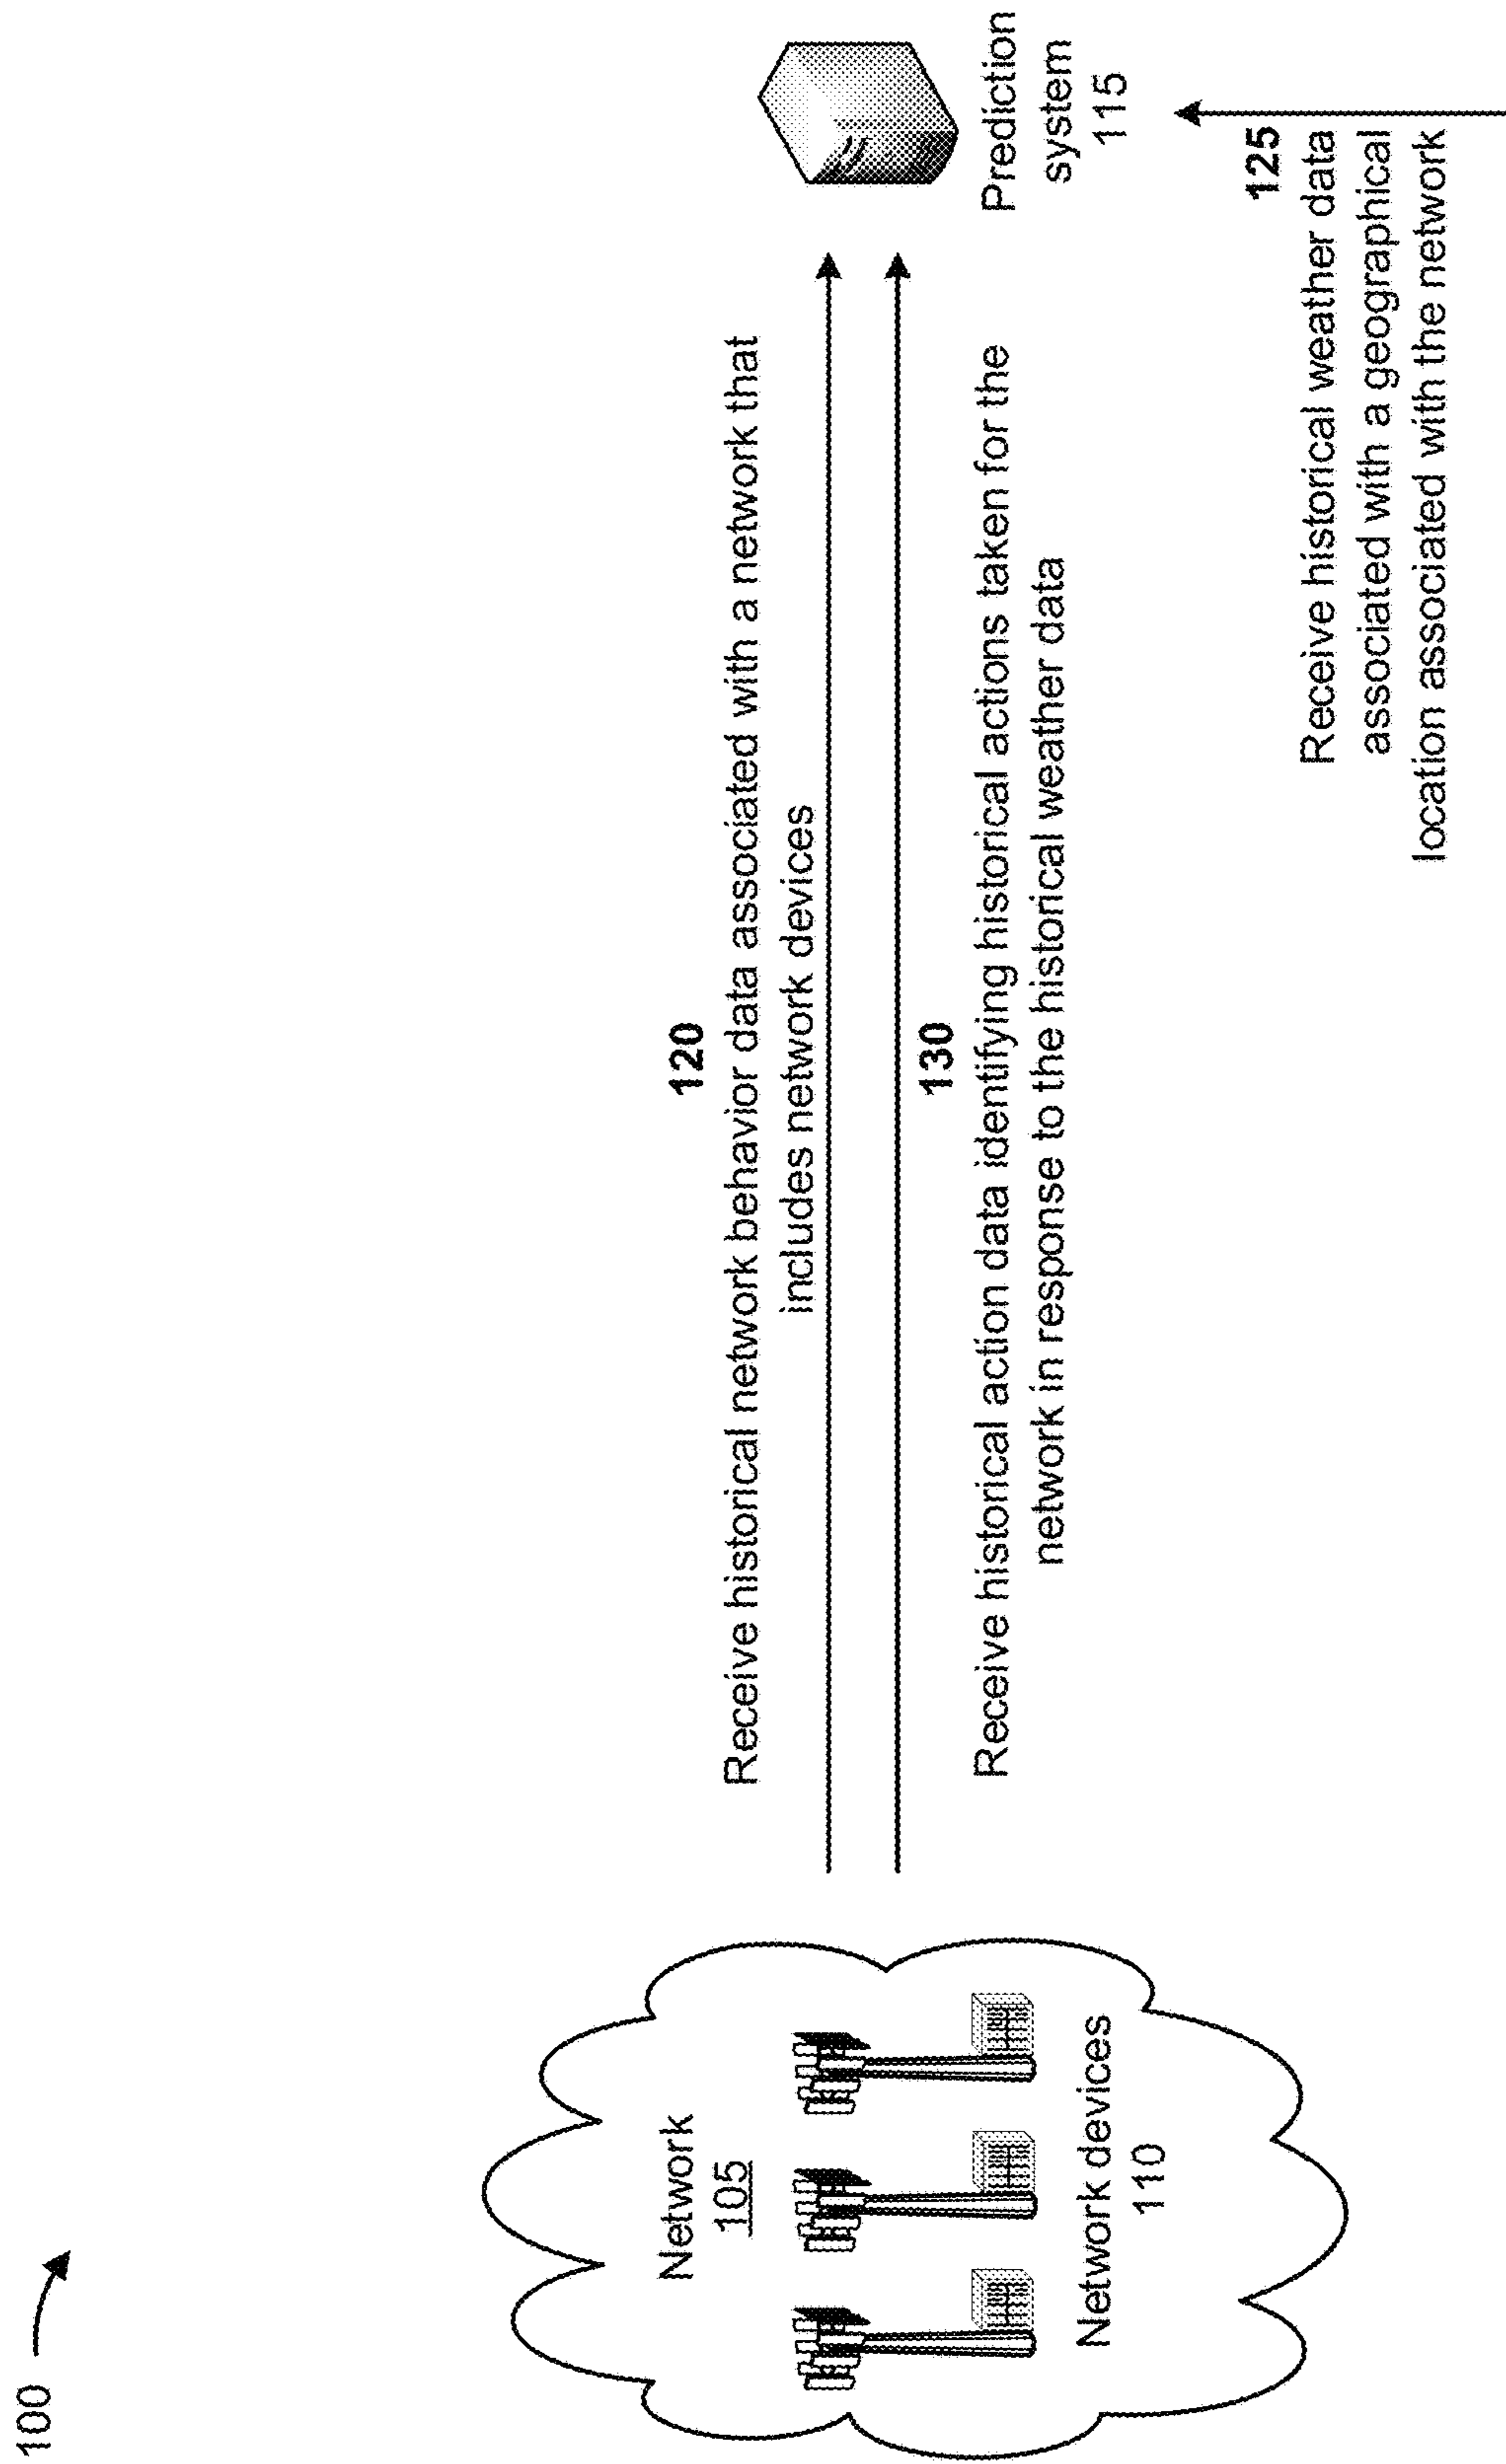 100
120
Receive historical network behavior data associated with a network that
includes network devices
Network
105
Network devices
110
130
Receive historical action data identifying historical actions taken for the
network in response to the historical weather data
Prediction
system
115
125
Receive historical weather data
associated with a geographical
location associated with the network